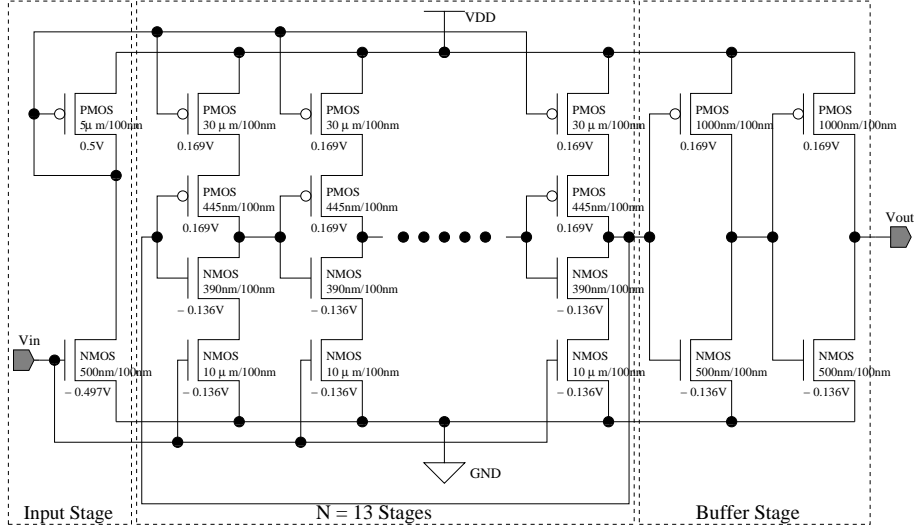 VDD
PMOS
5μ m/100nm
0.5V
PMOS
30 μ m/100nm
0.169V
PMOS
30 μ m/100nm
0.169V
PMOS
30 μ m/100nm
0.169V
PMOS
1000nm/100nm
0.169V
PMOS
1000nm/100nm
0.169V
PMOS
445nm/100nm
0.169V
PMOS
445nm/100nm
0.169V
PMOS
445nm/100nm
0.169V
Vout
NMOS
390nm/100nm
– 0.136V
NMOS
390nm/100nm
– 0.136V
NMOS
390nm/100nm
– 0.136V
Vin
NMOS
500nm/100nm
– 0.497V
NMOS
10 μ m/100nm
– 0.136V
NMOS
10 μ m/100nm
– 0.136V
NMOS
10 μ m/100nm
– 0.136V
NMOS
500nm/100nm
– 0.136V
NMOS
500nm/100nm
– 0.136V
GND
Input Stage
N = 13 Stages
Buffer Stage